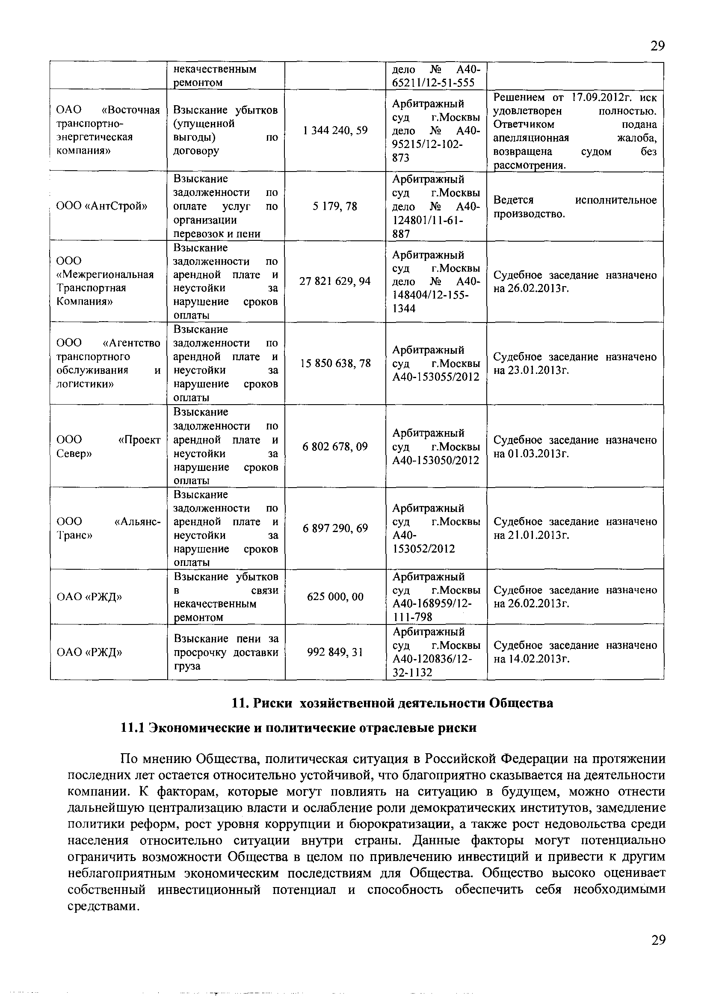 29
некачественным
ремонтом
дело № А40-
65211/12-51-555
ОАО «Восточная
транспортно-
энергетическая
компания»
Взыскание убытков
(упущенной
выгоды) по
договору
1 344 240, 59
Арбитражный
суд г.Москвы
дело № А40-
95215/12-102-
873
Решением от 17.09.2012г. иск
удовлетворен полностью.
Ответчиком подана
апелляционная жалоба,
возвращена судом без
рассмотрения.
ООО «АнтСтрой»
Взыскание
задолженности по
оплате услуг по
организации
перевозок и пени
5 179, 78
Арбитражный
суд г.Москвы
дело № А40-
124801/11-61-
887
Ведется исполнительное
производство.
ООО
«Межрегиональная
Транспортная
Компания»
Взыскание
задолженности по
арендной плате и
неустойки за
нарушение сроков
оплаты
27 821 629, 94
Арбитражный
суд г.Москвы
дело № А40-
148404/12-155-
1344
Судебное заседание назначено
на 26.02.2013г.
ООО «Агентство
транспортного
обслуживания и
логистики»
Взыскание
задолженности по
арендной плате и
неустойки за
нарушение сроков
оплаты
15 850 638, 78
Арбитражный
суд г.Москвы
А40-153055/2012
Судебное заседание назначено
на 23.01.2013г.
ООО «Проект
Север»
Взыскание
задолженности по
арендной плате и
неустойки за
нарушение сроков
оплаты
6 802 678, 09
Арбитражный
суд г.Москвы
А40-153050/2012
Судебное заседание назначено
на 01.03.2013г.
ООО «Альянс-
Транс»
Взыскание
задолженности по
арендной плате и
неустойки за
нарушение сроков
оплаты
6 897 290, 69
Арбитражный
суд г.Москвы
А40-
153052/2012
Судебное заседание назначено
на 21.01.2013г.
ОАО «РЖД»
Взыскание убытков
в связи
некачественным
ремонтом
625 000, 00
Арбитражный
суд г.Москвы
А40-168959/12-
111-798
Судебное заседание назначено
на 26.02.2013г.
ОАО «РЖД»
Взыскание пени за
просрочку доставки
груза
992 849, 31
Арбитражный
суд г.Москвы
А40-120836/12-
32-1132
Судебное заседание назначено
на 14.02.2013г.
11. Риски хозяйственной деятельности Общества
11.1 Экономические и политические отраслевые риски
По мнению Общества, политическая ситуация в Российской Федерации на протяжении
последних лет остается относительно устойчивой, что благоприятно сказывается на деятельности
компании. К факторам, которые могут повлиять на ситуацию в будущем, можно отнести
дальнейшую централизацию власти и ослабление роли демократических институтов, замедление
политики реформ, рост уровня коррупции и бюрократизации, а также рост недовольства среди
населения относительно ситуации внутри страны. Данные факторы могут потенциально
ограничить возможности Общества в целом по привлечению инвестиций и привести к другим
неблагоприятным экономическим последствиям для Общества. Общество высоко оценивает
собственный инвестиционный потенциал и способность обеспечить себя необходимыми
средствами.
29